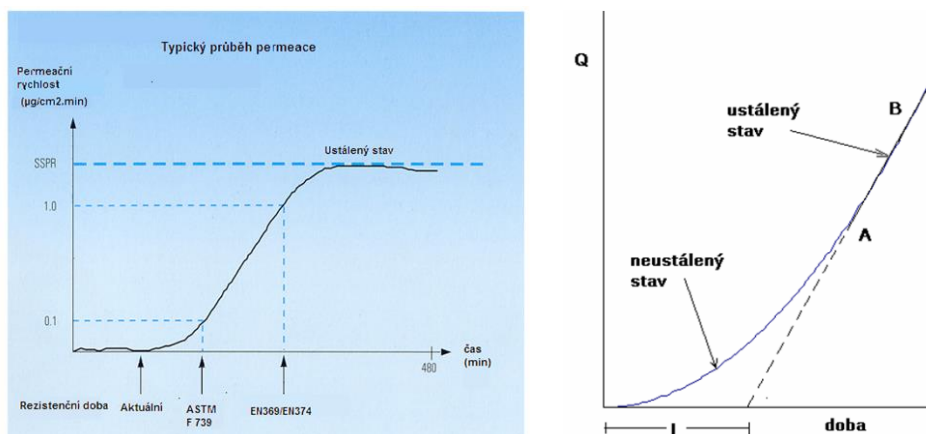 Typický průběh permeace
Permeační
rychlost
(µg/cm2.min)
SSPR
Ustálený stav
1.0
0.1
čas
(min)
480
Rezistenční doba
Aktuální
ASTM
F 739
EN369/EN374
Q
B
ustálený
stav
A
neustálený
stav
L
doba